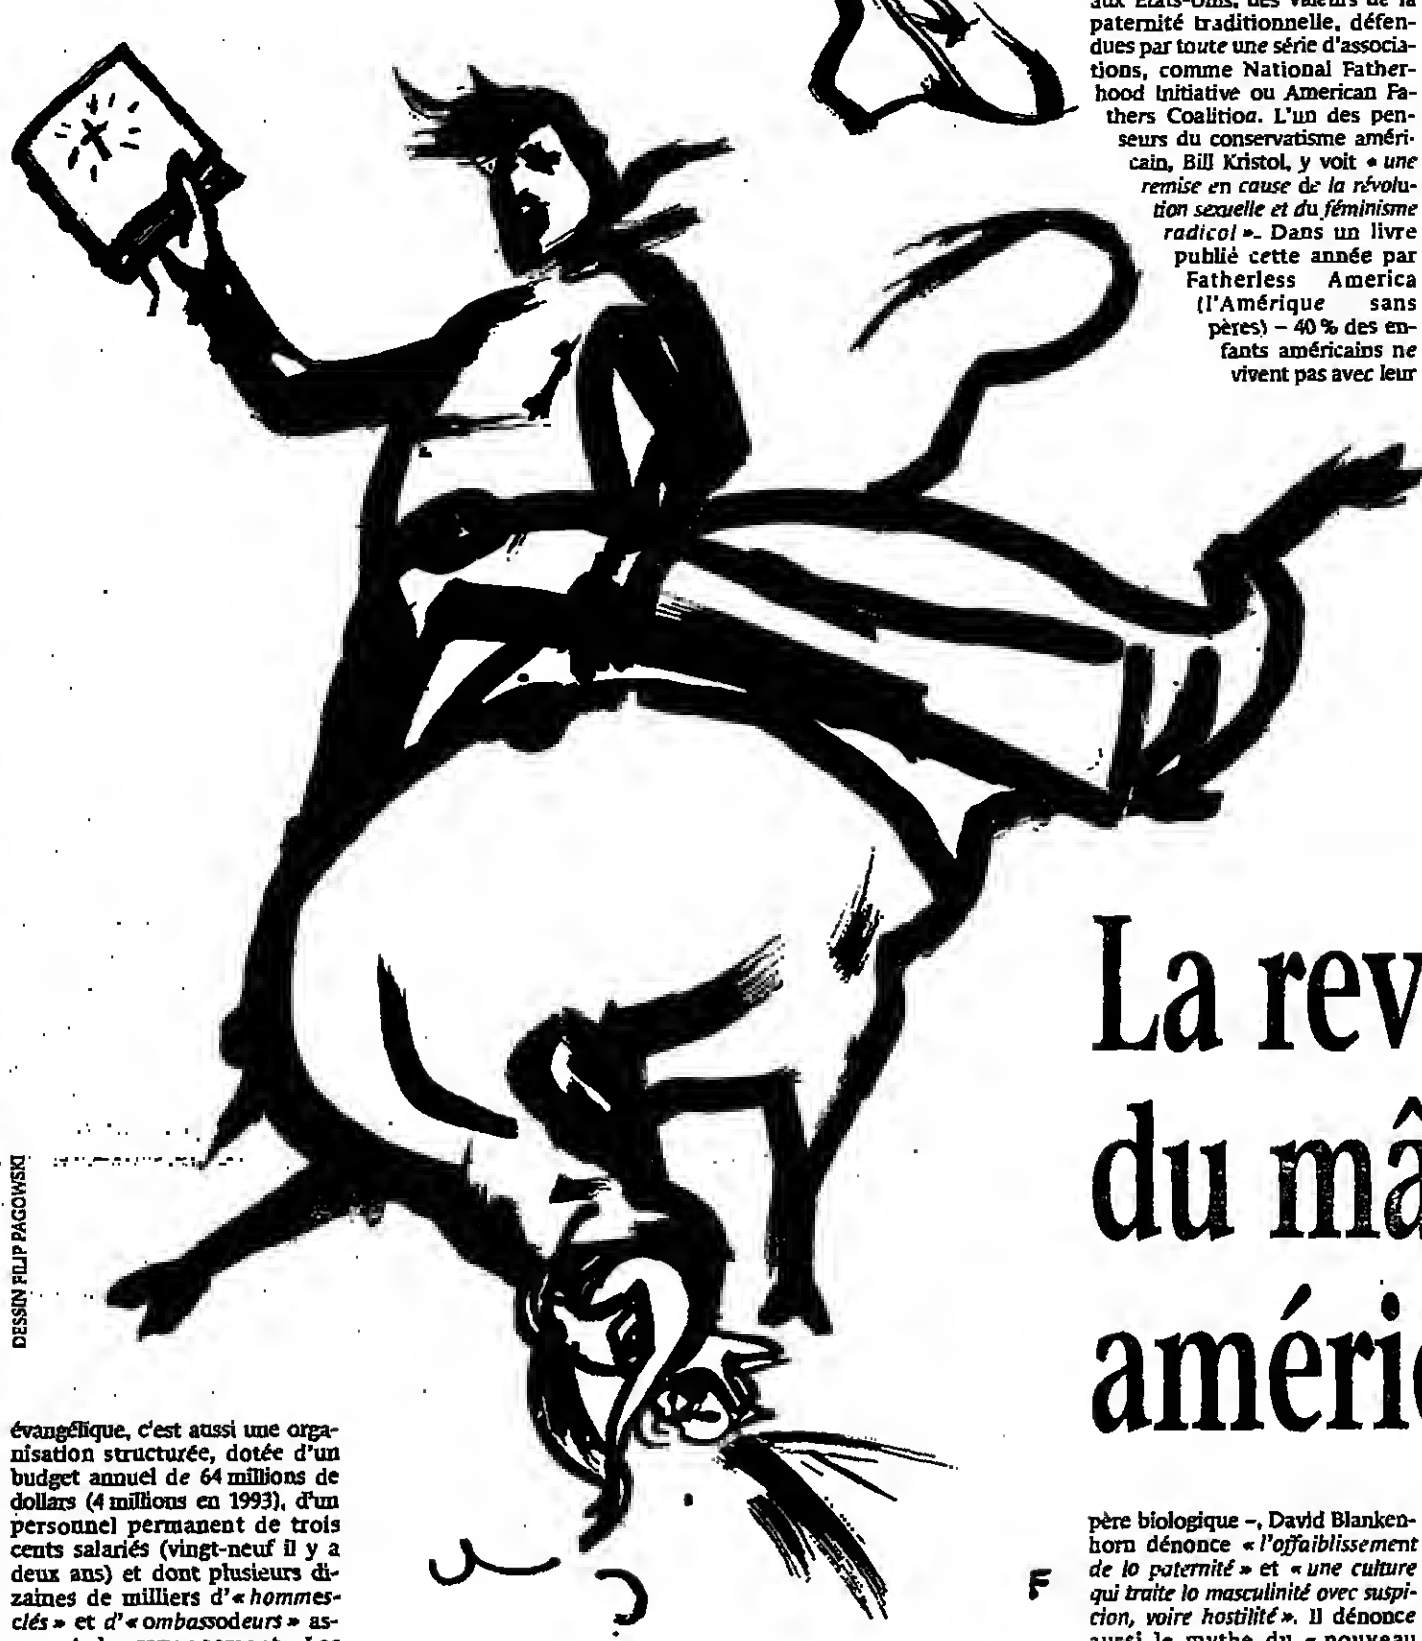 aux États-Unis, des valeurs de la
paternité traditionnelle, défen-
dues par toute une série d'associa-
tions, comme National Father-
hood Initiative ou American Fa-
thers Coalition. L'un des pen-
seurs du conservatisme améri-
cain, Bill Kristol, y voit « une
remise en cause de la révolu-
tion sexuelle et du féminisme
radical ». Dans un livre
publié cette année par
Fatherless America
(l'Amérique sans
pères) – 40 % des en-
fants américains ne
vivent pas avec leur
La rev
du mâ
améric
DESSIN FILIP PAGOWSKI
évangélique, c'est aussi une orga-
nisation structurée, dotée d'un
budget annuel de 64 millions de
dollars (4 millions en 1993), d'un
personnel permanent de trois
cents salariés (vingt-neuf il y a
deux ans) et dont plusieurs di-
zaines de milliers d'« hommes-
clés » et d'« ambassadeurs » as-
père biologique –, David Blanken-
horn dénonce « l'affaiblissement
de la paternité » et « une culture
qui traite la masculinité avec suspi-
cion, voire hostilité ». Il dénonce
aussi le mythe du « nouveau
F